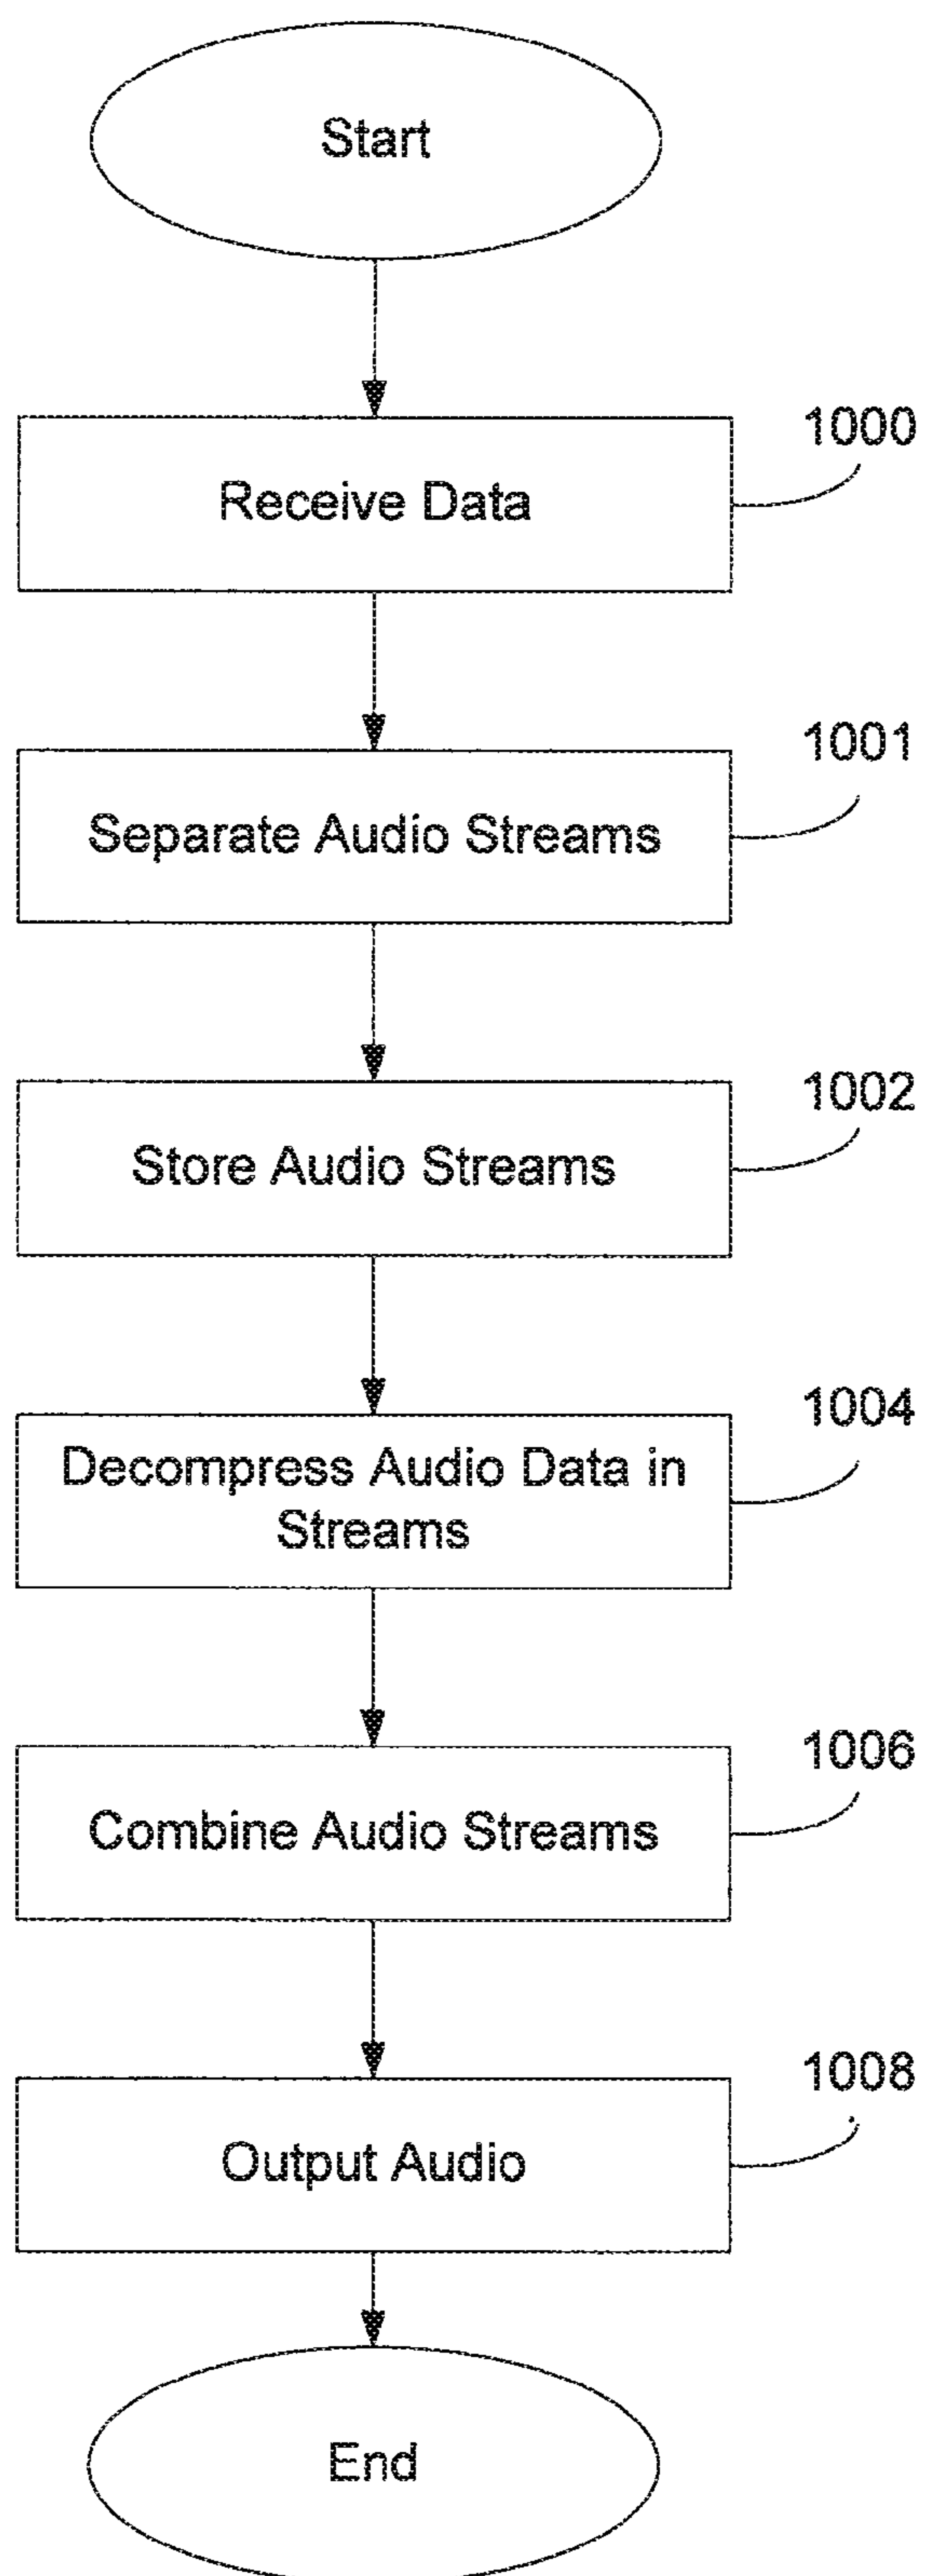 Start
1000
Receive Data
1001
Separate Audio Streams
1002
Store Audio Streams
1004
Decompress Audio Data in
Streams
1006
Combine Audio Streams
1008
Output Audio
End